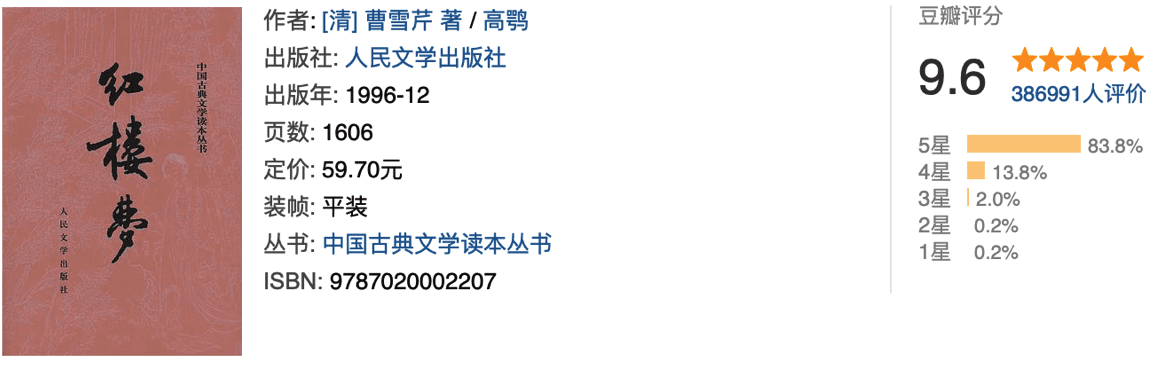 红楼梦
中国古典文学读本丛书
人民文学出版社
作者: [清] 曹雪芹 著 / 高鹗
出版社: 人民文学出版社
出版年: 1996-12
页数: 1606
定价: 59.70元
装帧: 平装
丛书: 中国古典文学读本丛书
ISBN: 9787020002207
豆瓣评分
9.6
386991人评价
5星 83.8%
4星 13.8%
3星 2.0%
2星 0.2%
1星 0.2%